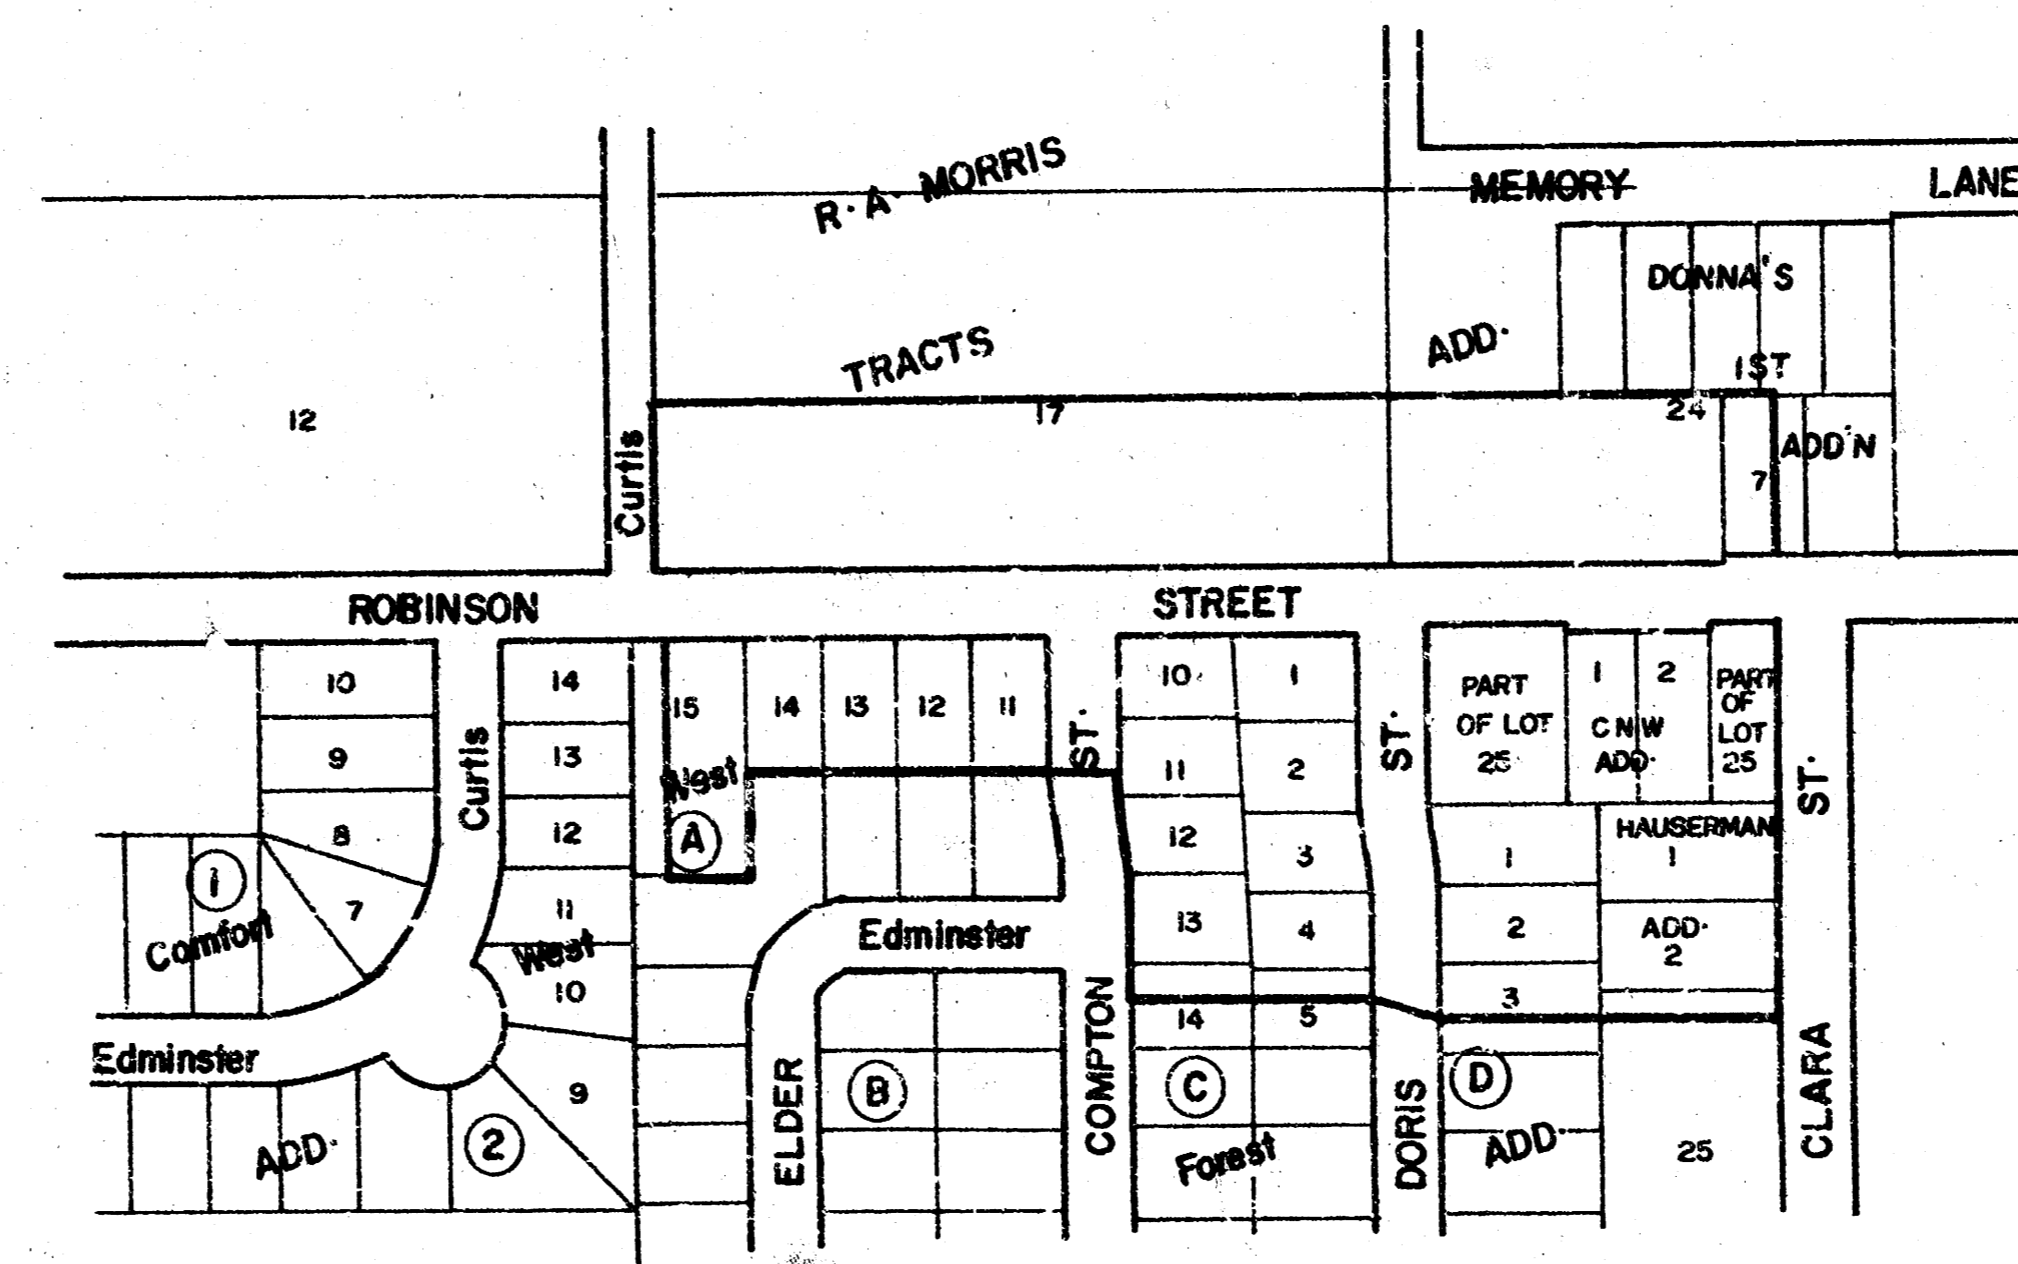 R. A. MORRIS
MEMORY LANE
DONNA'S
TRACTS
ADD.
1ST
12
17
24
Curtis
ADD'N
7
ROBINSON STREET
10
14
15
14
13
12
11
ST.
10
1
ST.
PART
OF LOT
25
1
2
C N W
ADD.
PART
OF
LOT
25
ST.
9
Curtis
13
West
11
2
8
12
A
12
3
1
HAUSERMAN
1
1
7
11
13
4
2
ADD.
2
Comfort
West
10
Edminster
14
5
3
Edminster
9
ELDER
B
COMPTON
C
DORIS
D
CLARA
ADD.
2
Forest
ADD.
25